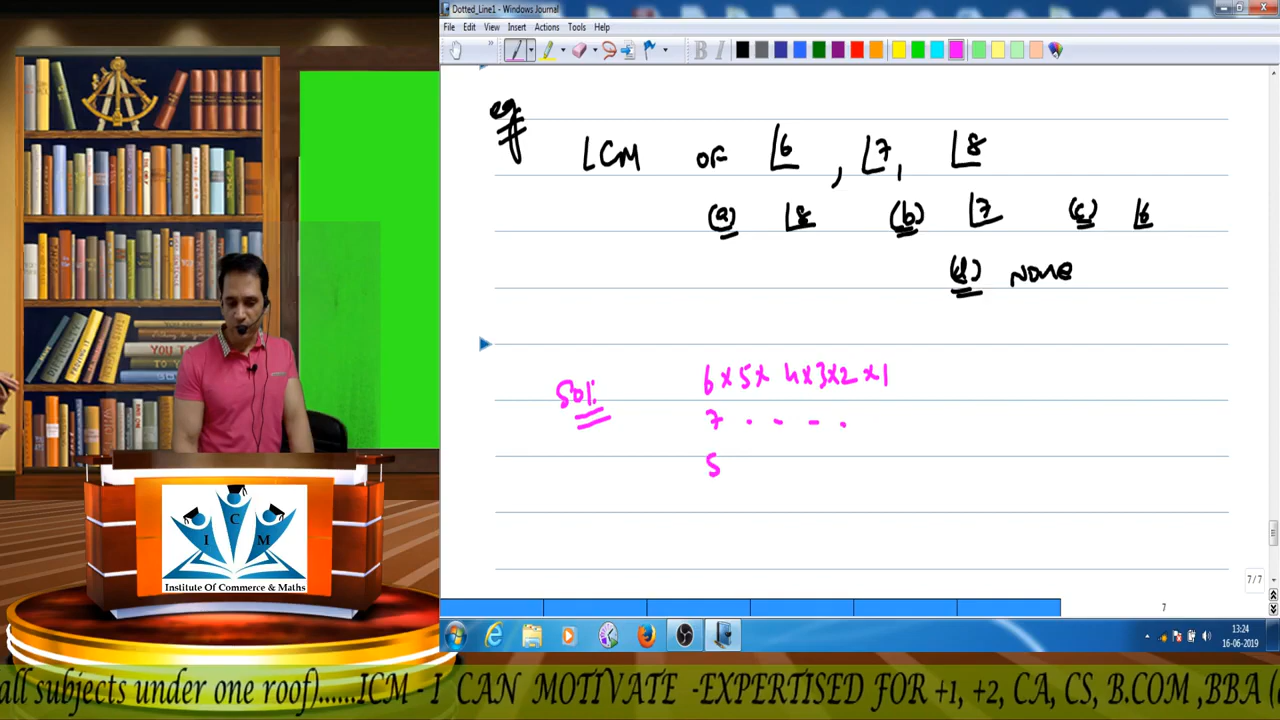 Dotted_Line1 - Windows Journal
File Edit View Insert Actions Tools Help
B I
eg
LCM OF ⌊6 , ⌊7, ⌊8
(a) ⌊8 (b) ⌊7 (c) ⌊6
(d) None
Sol:
6×5× 4×3×2×1
7 . - - .
I C M
Institute Of Commerce & Maths
7/7
7
13:24
16-06-2019
all subjects under one roof)......ICM - I CAN MOTIVATE -EXPERTISED FOR +1, +2, CA, CS, B.COM ,BBA (